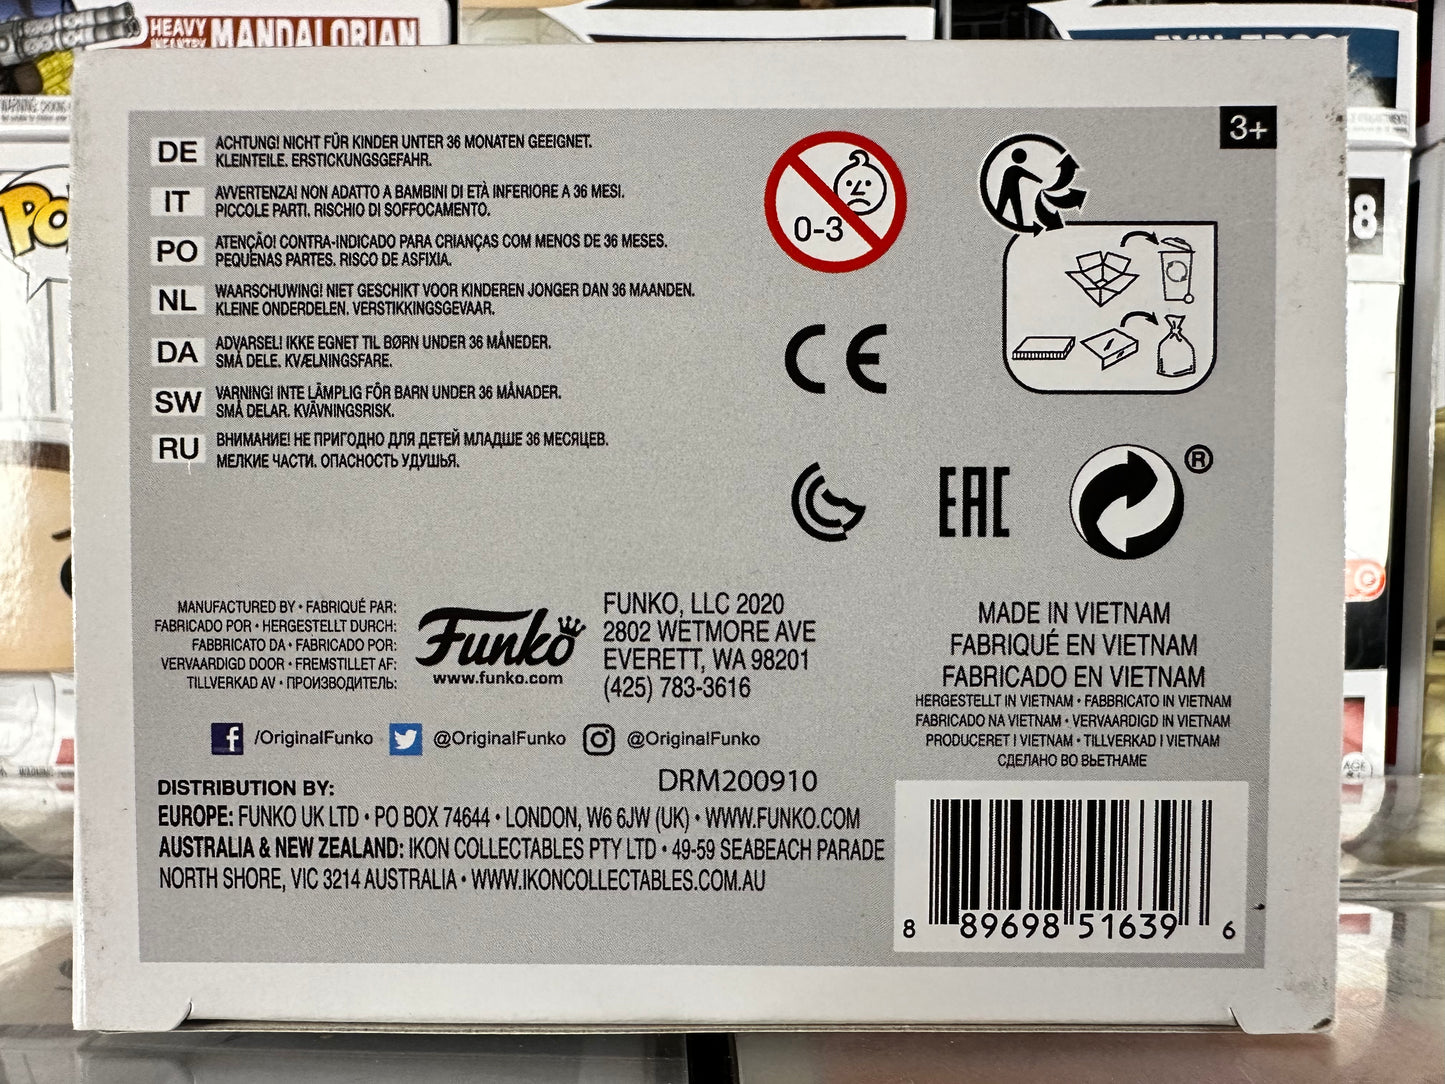 HEAVY
INFANTRY MANDALORIAN
8
3+
DE ACHTUNG! NICHT FÜR KINDER UNTER 36 MONATEN GEEIGNET.
KLEINTEILE. ERSTICKUNGSGEFAHR.
IT AVVERTENZA! NON ADATTO A BAMBINI DI ETÀ INFERIORE A 36 MESI.
PICCOLE PARTI. RISCHIO DI SOFFOCAMENTO.
PO ATENÇÃO! CONTRA-INDICADO PARA CRIANÇAS COM MENOS DE 36 MESES.
PEQUENAS PARTES. RISCO DE ASFIXIA.
NL WAARSCHUWING! NIET GESCHIKT VOOR KINDEREN JONGER DAN 36 MAANDEN.
KLEINE ONDERDELEN. VERSTIKKINGSGEVAAR.
DA ADVARSEL! IKKE EGNET TIL BØRN UNDER 36 MÅNEDER.
SMÅ DELE. KVÆLNINGSFARE.
SW VARNING! INTE LÄMPLIG FÖR BARN UNDER 36 MÅNADER.
SMÅ DELAR. KVÄVNINGSRISK.
RU ВНИМАНИЕ! НЕ ПРИГОДНО ДЛЯ ДЕТЕЙ МЛАДШЕ 36 МЕСЯЦЕВ.
МЕЛКИЕ ЧАСТИ. ОПАСНОСТЬ УДУШЬЯ.
0-3
CE
EAC
®
MANUFACTURED BY • FABRIQUÉ PAR:
FABRICADO POR • HERGESTELLT DURCH:
FABBRICATO DA • FABRICADO POR:
VERVAARDIGD DOOR • FREMSTILLET AF:
TILLVERKAD AV • ПРОИЗВОДИТЕЛЬ:
Funko
www.funko.com
FUNKO, LLC 2020
2802 WETMORE AVE
EVERETT, WA 98201
(425) 783-3616
MADE IN VIETNAM
FABRIQUÉ EN VIETNAM
FABRICADO EN VIETNAM
HERGESTELLT IN VIETNAM • FABBRICATO IN VIETNAM
FABRICADO NA VIETNAM • VERVAARDIGD IN VIETNAM
PRODUCERET I VIETNAM • TILLVERKAD I VIETNAM
СДЕЛАНО ВО ВЬЕТНАМЕ
f /OriginalFunko @OriginalFunko @OriginalFunko
DRM200910
DISTRIBUTION BY:
EUROPE: FUNKO UK LTD • PO BOX 74644 • LONDON, W6 6JW (UK) • WWW.FUNKO.COM
AUSTRALIA & NEW ZEALAND: IKON COLLECTABLES PTY LTD • 49-59 SEABEACH PARADE
NORTH SHORE, VIC 3214 AUSTRALIA • WWW.IKONCOLLECTABLES.COM.AU
8 89698 51639 6